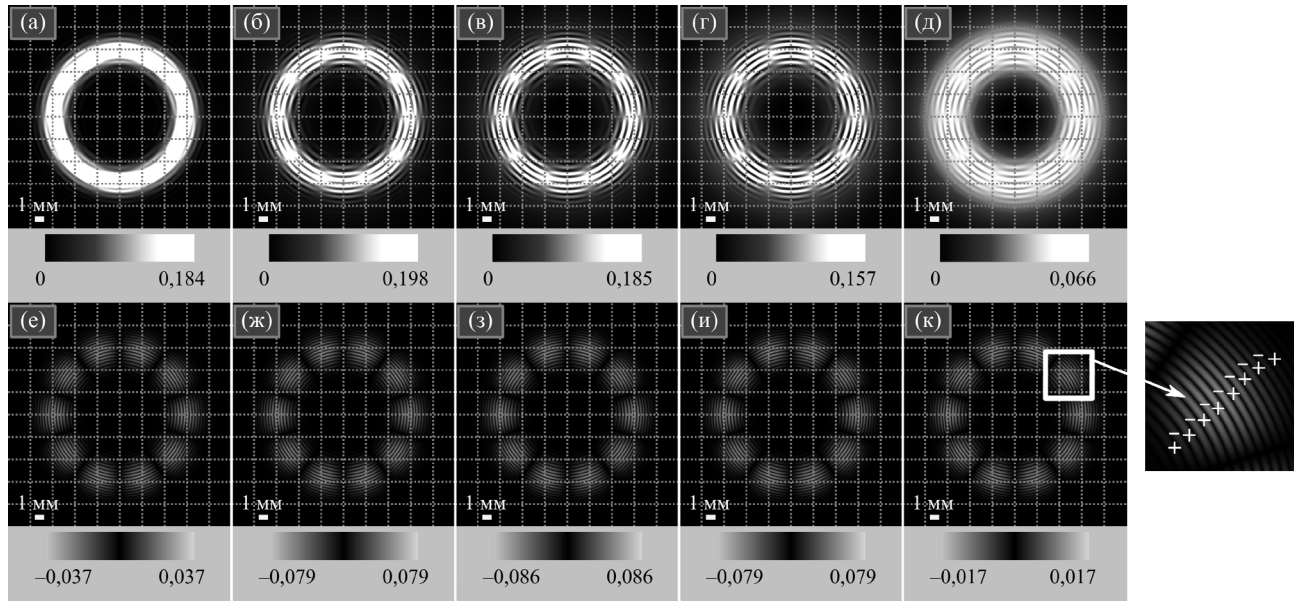 (а) (б) (в) (г) (д)
1 мм 1 мм 1 мм 1 мм 1 мм
0 0,184 0 0,198 0 0,185 0 0,157 0 0,066
(е) (ж) (з) (и) (к)
1 мм 1 мм 1 мм 1 мм 1 мм
–0,037 0,037 –0,079 0,079 –0,086 0,086 –0,079 0,079 –0,017 0,017